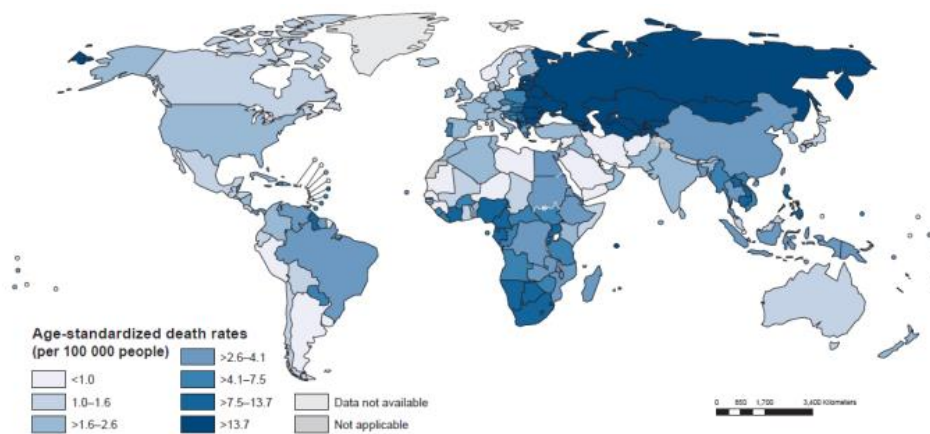 Age-standardized death rates
(per 100 000 people)
<1.0
1.0–1.6
>1.6–2.6
>2.6–4.1
>4.1–7.5
>7.5–13.7
>13.7
Data not available
Not applicable
0 850 1,700 3,400 Kilometers